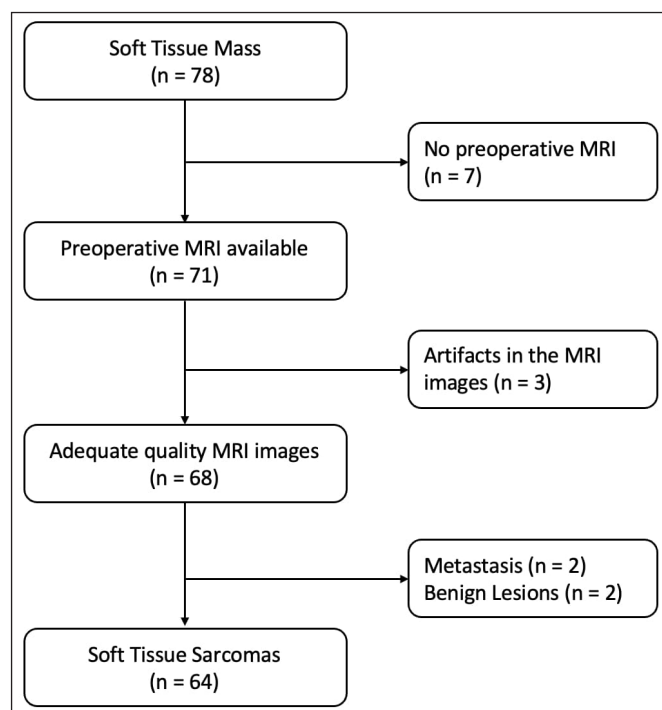 Soft Tissue Mass
(n = 78)
No preoperative MRI
(n = 7)
Preoperative MRI available
(n = 71)
Artifacts in the MRI
images (n = 3)
Adequate quality MRI images
(n = 68)
Metastasis (n = 2)
Benign Lesions (n = 2)
Soft Tissue Sarcomas
(n = 64)